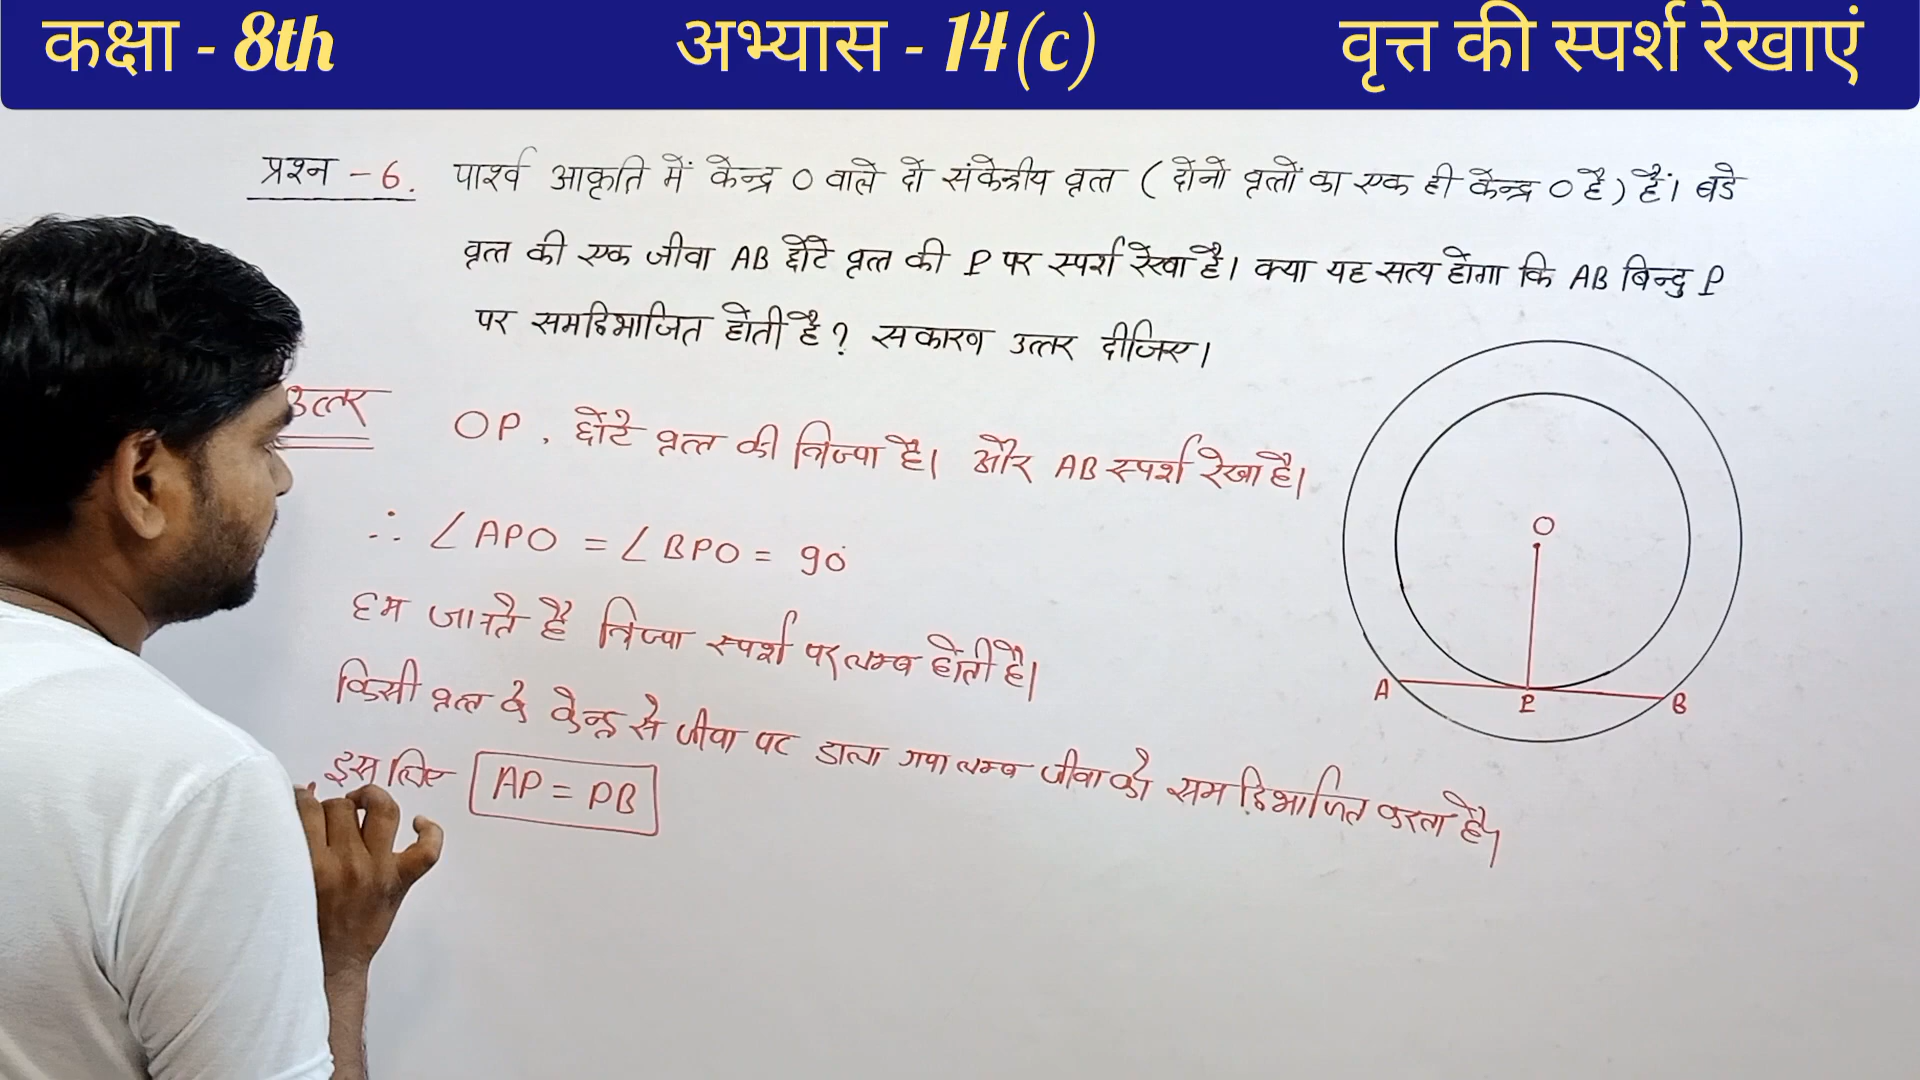 कक्षा - 8th अभ्यास - 14(c) वृत्त की स्पर्श रेखाएं
प्रश्न - 6. पार्श्व आकृति में केन्द्र O वाले दो संकेन्द्रीय वृत्त ( दोनो वृत्तों का एक ही केन्द्र O है ) हैं। बडे
वृत्त की एक जीवा AB छोटे वृत्त की P पर स्पर्श रेखा है। क्या यह सत्य होगा कि AB बिन्दु P
पर समद्विभाजित होती है ? सकारण उत्तर दीजिए।
उत्तर OP , छोटे वृत्त की त्रिज्या है। और AB स्पर्श रेखा है।
∴ ∠APO = ∠BPO = 90°
हम जानते है त्रिज्या स्पर्श पर लम्ब होती है।
किसी वृत्त के केन्द्र से जीवा पर डाला गया लम्ब जीवा को समद्विभाजित करता है।
इसलिए AP = PB
O
A P B